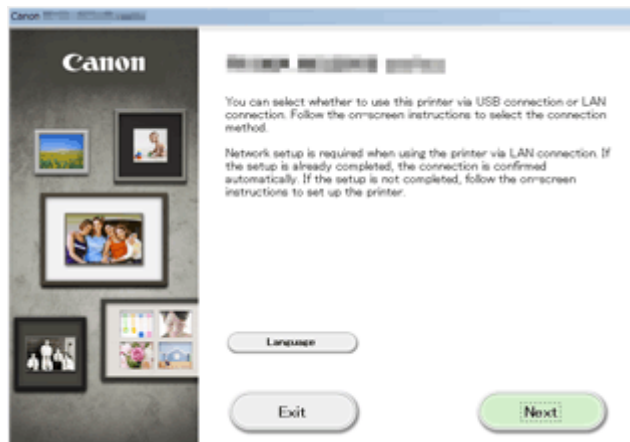 Canon
Canon
You can select whether to use this printer via USB connection or LAN
connection. Follow the on-screen instructions to select the connection
method.
Network setup is required when using the printer via LAN connection. If
the setup is already completed, the connection is confirmed
automatically. If the setup is not completed, follow the on-screen
instructions to set up the printer.
Language
Exit
Next